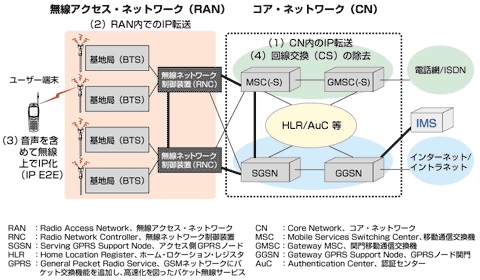 無線アクセス・ネットワーク（RAN）
コア・ネットワーク（CN）
（2）RAN内でのIP転送
（1）CN内のIP転送
（4）回線交換（CS）の除去
基地局（BTS）
基地局（BTS）
基地局（BTS）
基地局（BTS）
無線ネットワーク
制御装置（RNC）
無線ネットワーク
制御装置（RNC）
ユーザー端末
（3）音声を含
めて無線
上でIP化
（IP E2E）
MSC(-S)
GMSC(-S)
HLR/AuC 等
SGSN
GGSN
電話網/ISDN
IMS
インターネット/
イントラネット
RAN : Radio Access Network、無線アクセス・ネットワーク
RNC : Radio Network Controller、無線ネットワーク制御装置
SGSN : Serving GPRS Support Node、アクセス側GPRSノード
HLR : Home Location Register、ホーム・ロケーション・レジスタ
GPRS : General Packet Radio Service、GSMネットワークにパ
ケット交換機能を追加し、高速化を図ったパケット無線サービス
CN : Core Network、コア・ネットワーク
MSC : Mobile Services Switching Center、移動通信交換機
GMSC : Gateway MSC、関門移動通信交換機
GGSN : Gateway GPRS Support Node、GPRSノード関門
AuC : Authentication Center、認証センター